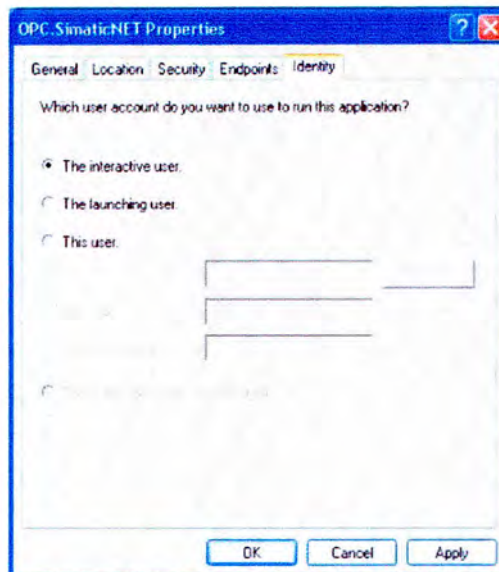 OPC.SimaticNET Properties
General Location Security Endpoints Identity
Which user account do you want to use to run this application?
The interactive user.
The launching user.
This user.
OK Cancel Apply